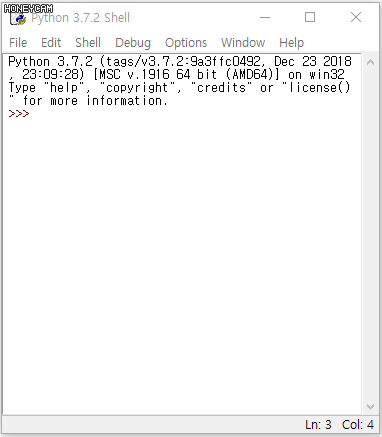 HONEYCAM
Python 3.7.2 Shell
File Edit Shell Debug Options Window Help
Python 3.7.2 (tags/v3.7.2:9a3ffc0492, Dec 23 2018
, 23:09:28) [MSC v.1916 64 bit (AMD64)] on win32
Type "help", "copyright", "credits" or "license()
" for more information.
>>>
Ln: 3 Col: 4